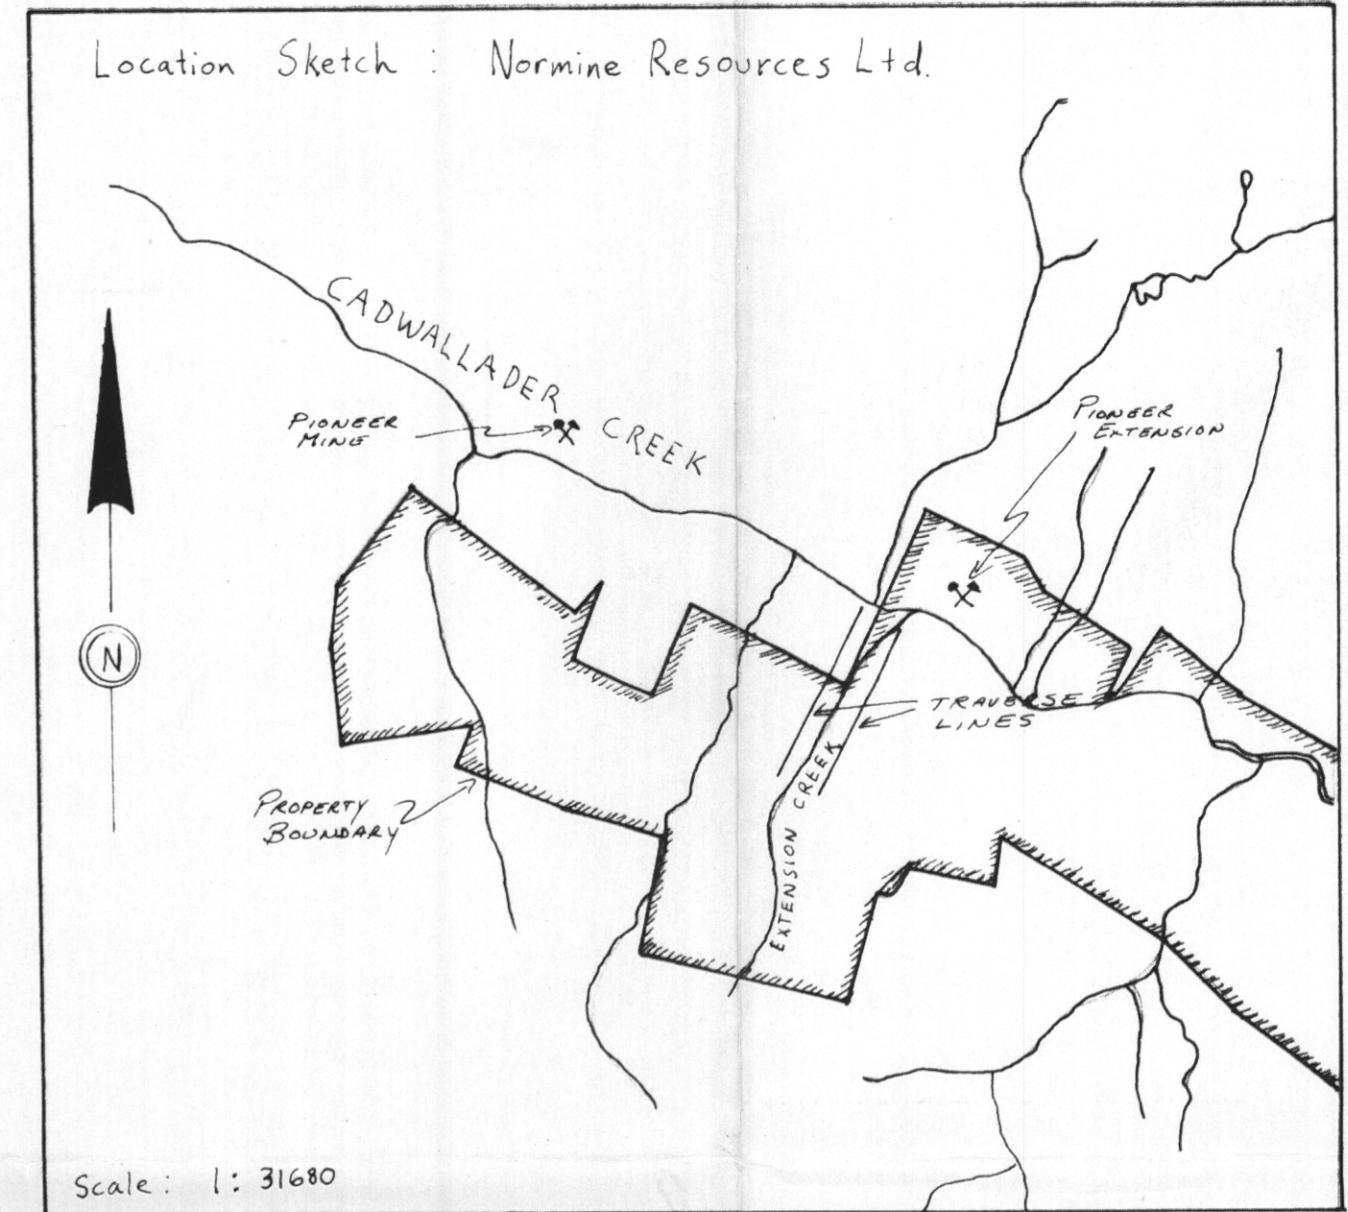 Location Sketch : Normine Resources Ltd.
CADWALLADER CREEK
PIONEER
MINE
PIONEER
EXTENSION
N
TRAVERSE
LINES
EXTENSION CREEK
PROPERTY
BOUNDARY
Scale: 1: 31680